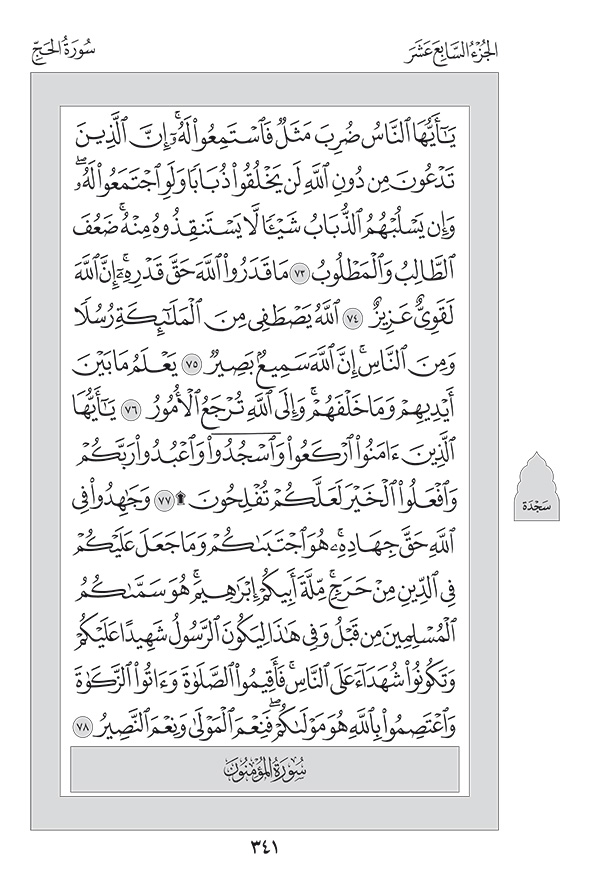 الجُزْءُ السَّابِعَ عَشَرَ
سُورَةُ الحَجِّ
يَٰٓأَيُّهَا ٱلنَّاسُ ضُرِبَ مَثَلٞ فَٱسۡتَمِعُواْ لَهُۥٓۚ إِنَّ ٱلَّذِينَ
تَدۡعُونَ مِن دُونِ ٱللَّهِ لَن يَخۡلُقُواْ ذُبَابٗا وَلَوِ ٱجۡتَمَعُواْ لَهُۥۖ
وَإِن يَسۡلُبۡهُمُ ٱلذُّبَابُ شَيۡـٔٗا لَّا يَسۡتَنقِذُوهُ مِنۡهُۚ ضَعُفَ
ٱلطَّالِبُ وَٱلۡمَطۡلُوبُ ٧٣ مَا قَدَرُواْ ٱللَّهَ حَقَّ قَدۡرِهِۦٓۚ إِنَّ ٱللَّهَ
لَقَوِيٌّ عَزِيزٌ ٧٤ ٱللَّهُ يَصۡطَفِي مِنَ ٱلۡمَلَٰٓئِكَةِ رُسُلٗا
وَمِنَ ٱلنَّاسِۚ إِنَّ ٱللَّهَ سَمِيعُۢ بَصِيرٞ ٧٥ يَعۡلَمُ مَا بَيۡنَ
أَيۡدِيهِمۡ وَمَا خَلۡفَهُمۡۚ وَإِلَى ٱللَّهِ تُرۡجَعُ ٱلۡأُمُورُ ٧٦ يَٰٓأَيُّهَا
ٱلَّذِينَ ءَامَنُواْ ٱرۡكَعُواْ وَٱسۡجُدُواْۤ وَٱعۡبُدُواْ رَبَّكُمۡ
وَٱفۡعَلُواْ ٱلۡخَيۡرَ لَعَلَّكُمۡ تُفۡلِحُونَ۩ ٧٧ وَجَٰهِدُواْ فِي
سَجْدَة
ٱللَّهِ حَقَّ جِهَادِهِۦۚ هُوَ ٱجۡتَبَىٰكُمۡ وَمَا جَعَلَ عَلَيۡكُمۡ
فِي ٱلدِّينِ مِنۡ حَرَجٖۚ مِّلَّةَ أَبِيكُمۡ إِبۡرَٰهِيمَۚ هُوَ سَمَّىٰكُمُ
ٱلۡمُسۡلِمِينَ مِن قَبۡلُ وَفِي هَٰذَا لِيَكُونَ ٱلرَّسُولُ شَهِيدًا عَلَيۡكُمۡ
وَتَكُونُواْ شُهَدَآءَ عَلَى ٱلنَّاسِۚ فَأَقِيمُواْ ٱلصَّلَوٰةَ وَءَاتُواْ ٱلزَّكَوٰةَ
وَٱعۡتَصِمُواْ بِٱللَّهِ هُوَ مَوۡلَىٰكُمۡۖ فَنِعۡمَ ٱلۡمَوۡلَىٰ وَنِعۡمَ ٱلنَّصِيرُ ٧٨
سُورَةُ المُؤْمِنُونَ
٣٤١